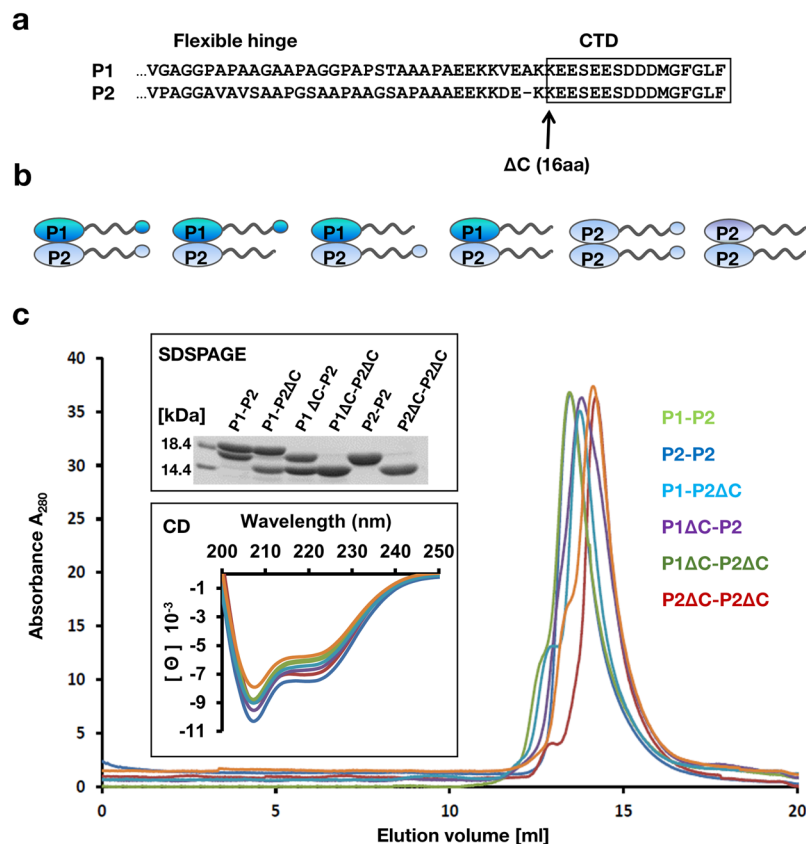 a
Flexible hinge CTD
P1 ...VGAGGPAPAAGAAPAGGPAPSTAAAPAEEKKVEAKKEESEESDDDMGFGLF
P2 ...VPAGGAVAVSAAPGSAAPAAGSAPAAAEEKKDE-KKEESEESDDDMGFGLF
ΔC (16aa)
b
P1 P1 P1 P1 P2 P2
P2 P2 P2 P2 P2 P2
c
SDSPAGE
P1-P2 P1-P2ΔC P1ΔC-P2 P1ΔC-P2ΔC P2-P2 P2ΔC-P2ΔC
[kDa]
18.4
14.4
CD
Wavelength (nm)
200 210 220 230 240 250
-1
-3
-5
-7
-9
-11
[Θ] 10⁻³
P1-P2
P2-P2
P1-P2ΔC
P1ΔC-P2
P1ΔC-P2ΔC
P2ΔC-P2ΔC
40
35
30
25
20
15
10
5
0
Absorbance A₂₈₀
0 5 10 15 20
Elution volume [ml]